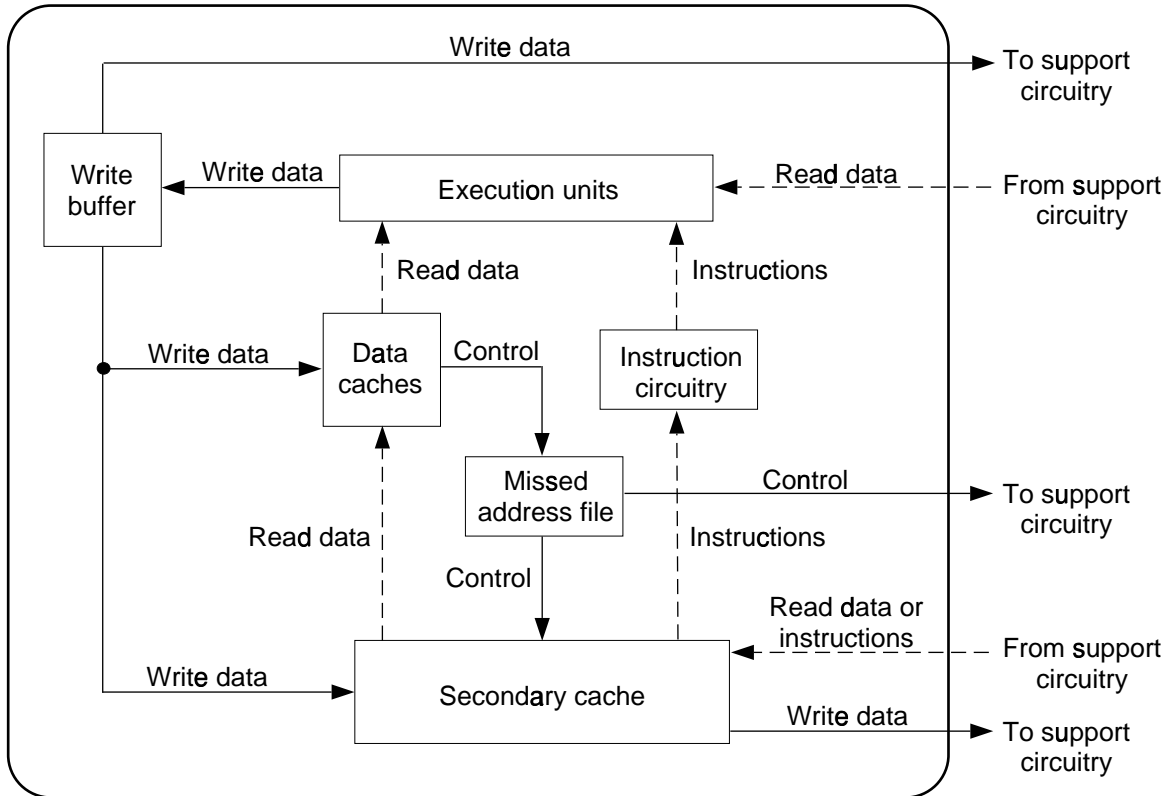 Write data
To support
circuitry
Write
buffer
Write data
Execution units
Read data
From support
circuitry
Read data
Instructions
Write data
Data
caches
Control
Instruction
circuitry
Missed
address file
Control
To support
circuitry
Read data
Instructions
Control
Read data or
instructions
From support
circuitry
Write data
Secondary cache
Write data
To support
circuitry